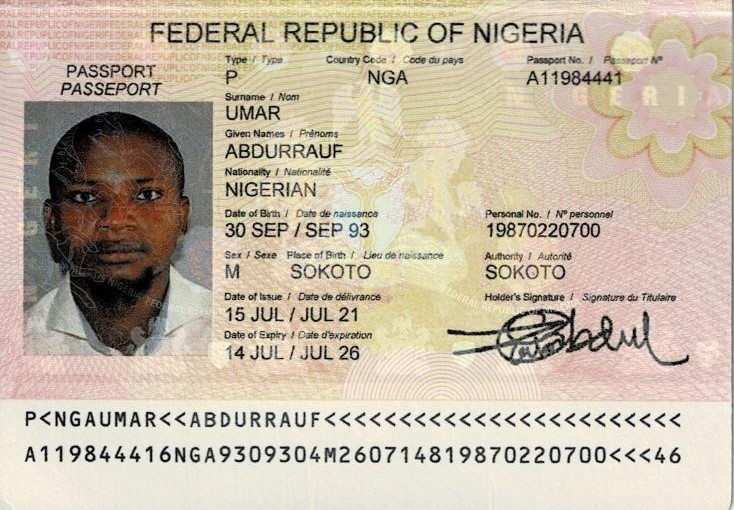 FEDERAL REPUBLIC OF NIGERIA
PASSPORT
PASSEPORT
Type / Type Country Code / Code du pays Passport No. / Passeport N°
P NGA A11984441
Surname / Nom
UMAR
Given Names / Prénoms
ABDURRAUF
Nationality / Nationalité
NIGERIAN
Date of Birth / Date de naissance Personal No. / N° personnel
30 SEP / SEP 93 19870220700
Sex / Sexe Place of Birth / Lieu de naissance Authority / Autorité
M SOKOTO SOKOTO
Date of Issue / Date de délivrance Holder's Signature / Signature du Titulaire
15 JUL / JUL 21
Date of Expiry / Date d'expiration
14 JUL / JUL 26
P<NGAUMAR<<ABDURRAUF<<<<<<<<<<<<<<<<<<<<<<<<
A119844416NGA9309304M26071481987022070​0<<<46